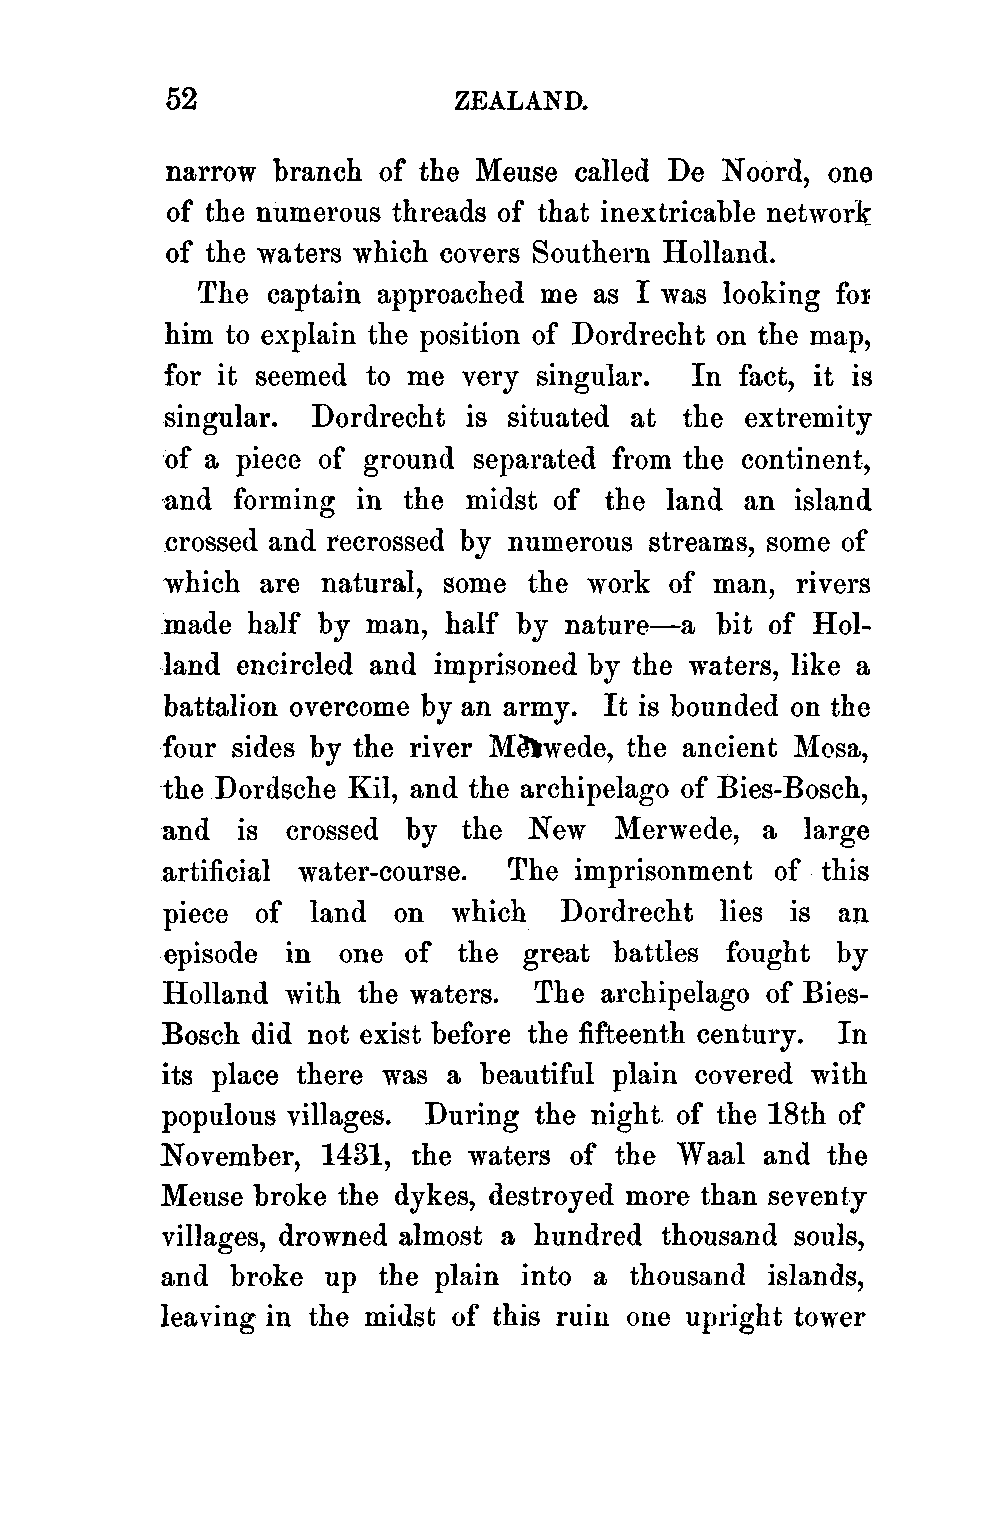 52 ZEALAND.
narrow branch of the Meuse called De Noord, one
of the numerous threads of that inextricable network
of the waters which covers Southern Holland.
The captain approached me as I was looking for
him to explain the position of Dordrecht on the map,
for it seemed to me very singular. In fact, it is
singular. Dordrecht is situated at the extremity
of a piece of ground separated from the continent,
and forming in the midst of the land an island
crossed and recrossed by numerous streams, some of
which are natural, some the work of man, rivers
made half by man, half by nature—a bit of Hol-
land encircled and imprisoned by the waters, like a
battalion overcome by an army. It is bounded on the
four sides by the river Merwede, the ancient Mosa,
the Dordsche Kil, and the archipelago of Bies-Bosch,
and is crossed by the New Merwede, a large
artificial water-course. The imprisonment of this
piece of land on which Dordrecht lies is an
episode in one of the great battles fought by
Holland with the waters. The archipelago of Bies-
Bosch did not exist before the fifteenth century. In
its place there was a beautiful plain covered with
populous villages. During the night of the 18th of
November, 1431, the waters of the Waal and the
Meuse broke the dykes, destroyed more than seventy
villages, drowned almost a hundred thousand souls,
and broke up the plain into a thousand islands,
leaving in the midst of this ruin one upright tower